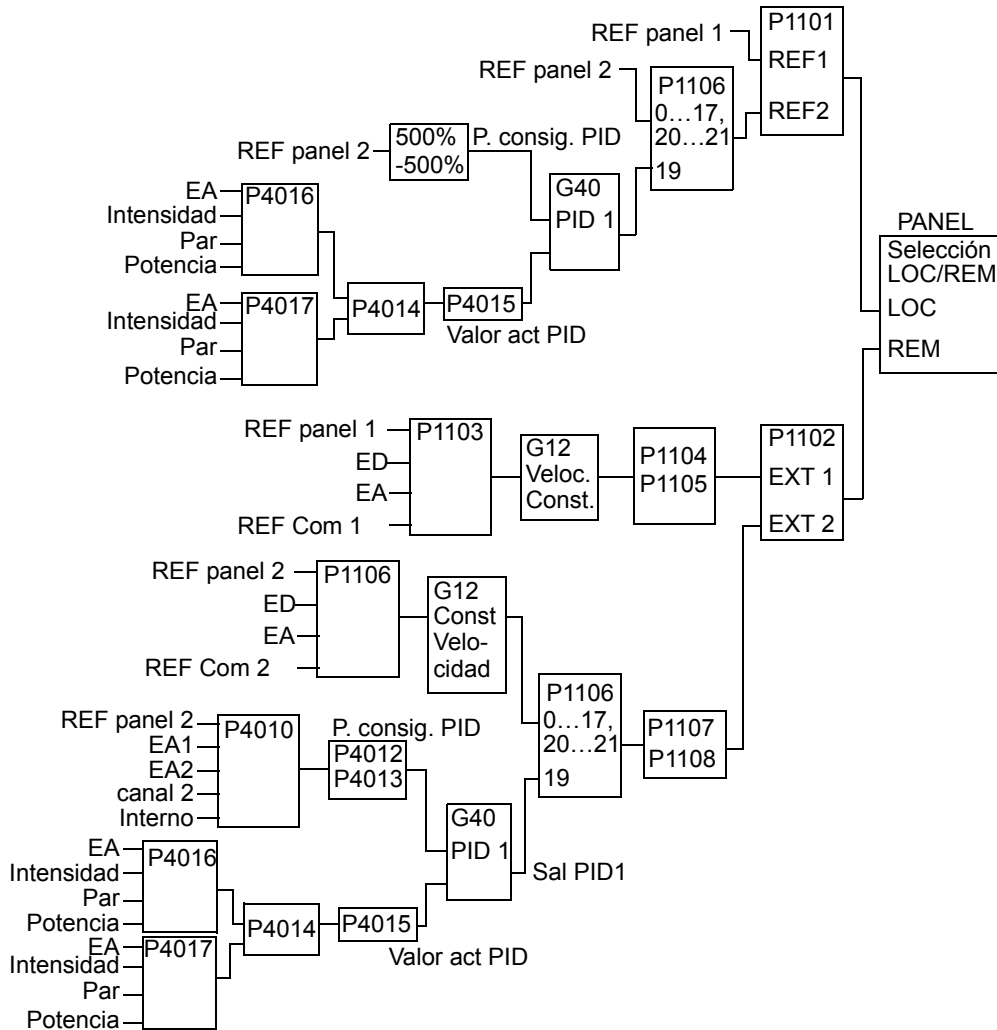 REF panel 1
P1101
REF1
REF2
REF panel 2
P1106
0…17,
20…21
19
REF panel 2
500%
-500%
P. consig. PID
G40
PID 1
EA
Intensidad
Par
Potencia
P4016
EA
Intensidad
Par
Potencia
P4017
P4014
P4015
Valor act PID
PANEL
Selección
LOC/REM
LOC
REM
REF panel 1
ED
EA
REF Com 1
P1103
G12
Veloc.
Const.
P1104
P1105
P1102
EXT 1
EXT 2
REF panel 2
ED
EA
REF Com 2
P1106
G12
Const
Velo-
cidad
P1106
0…17,
20…21
19
P1107
P1108
REF panel 2
EA1
EA2
canal 2
Interno
P4010
P. consig. PID
P4012
P4013
G40
PID 1
Sal PID1
EA
Intensidad
Par
Potencia
P4016
EA
Intensidad
Par
Potencia
P4017
P4014
P4015
Valor act PID